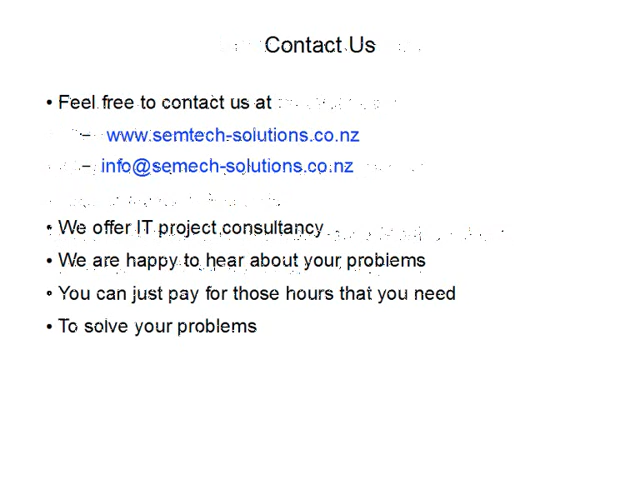 Contact Us
• Feel free to contact us at
– www.semtech-solutions.co.nz
– info@semech-solutions.co.nz
• We offer IT project consultancy
• We are happy to hear about your problems
• You can just pay for those hours that you need
• To solve your problems